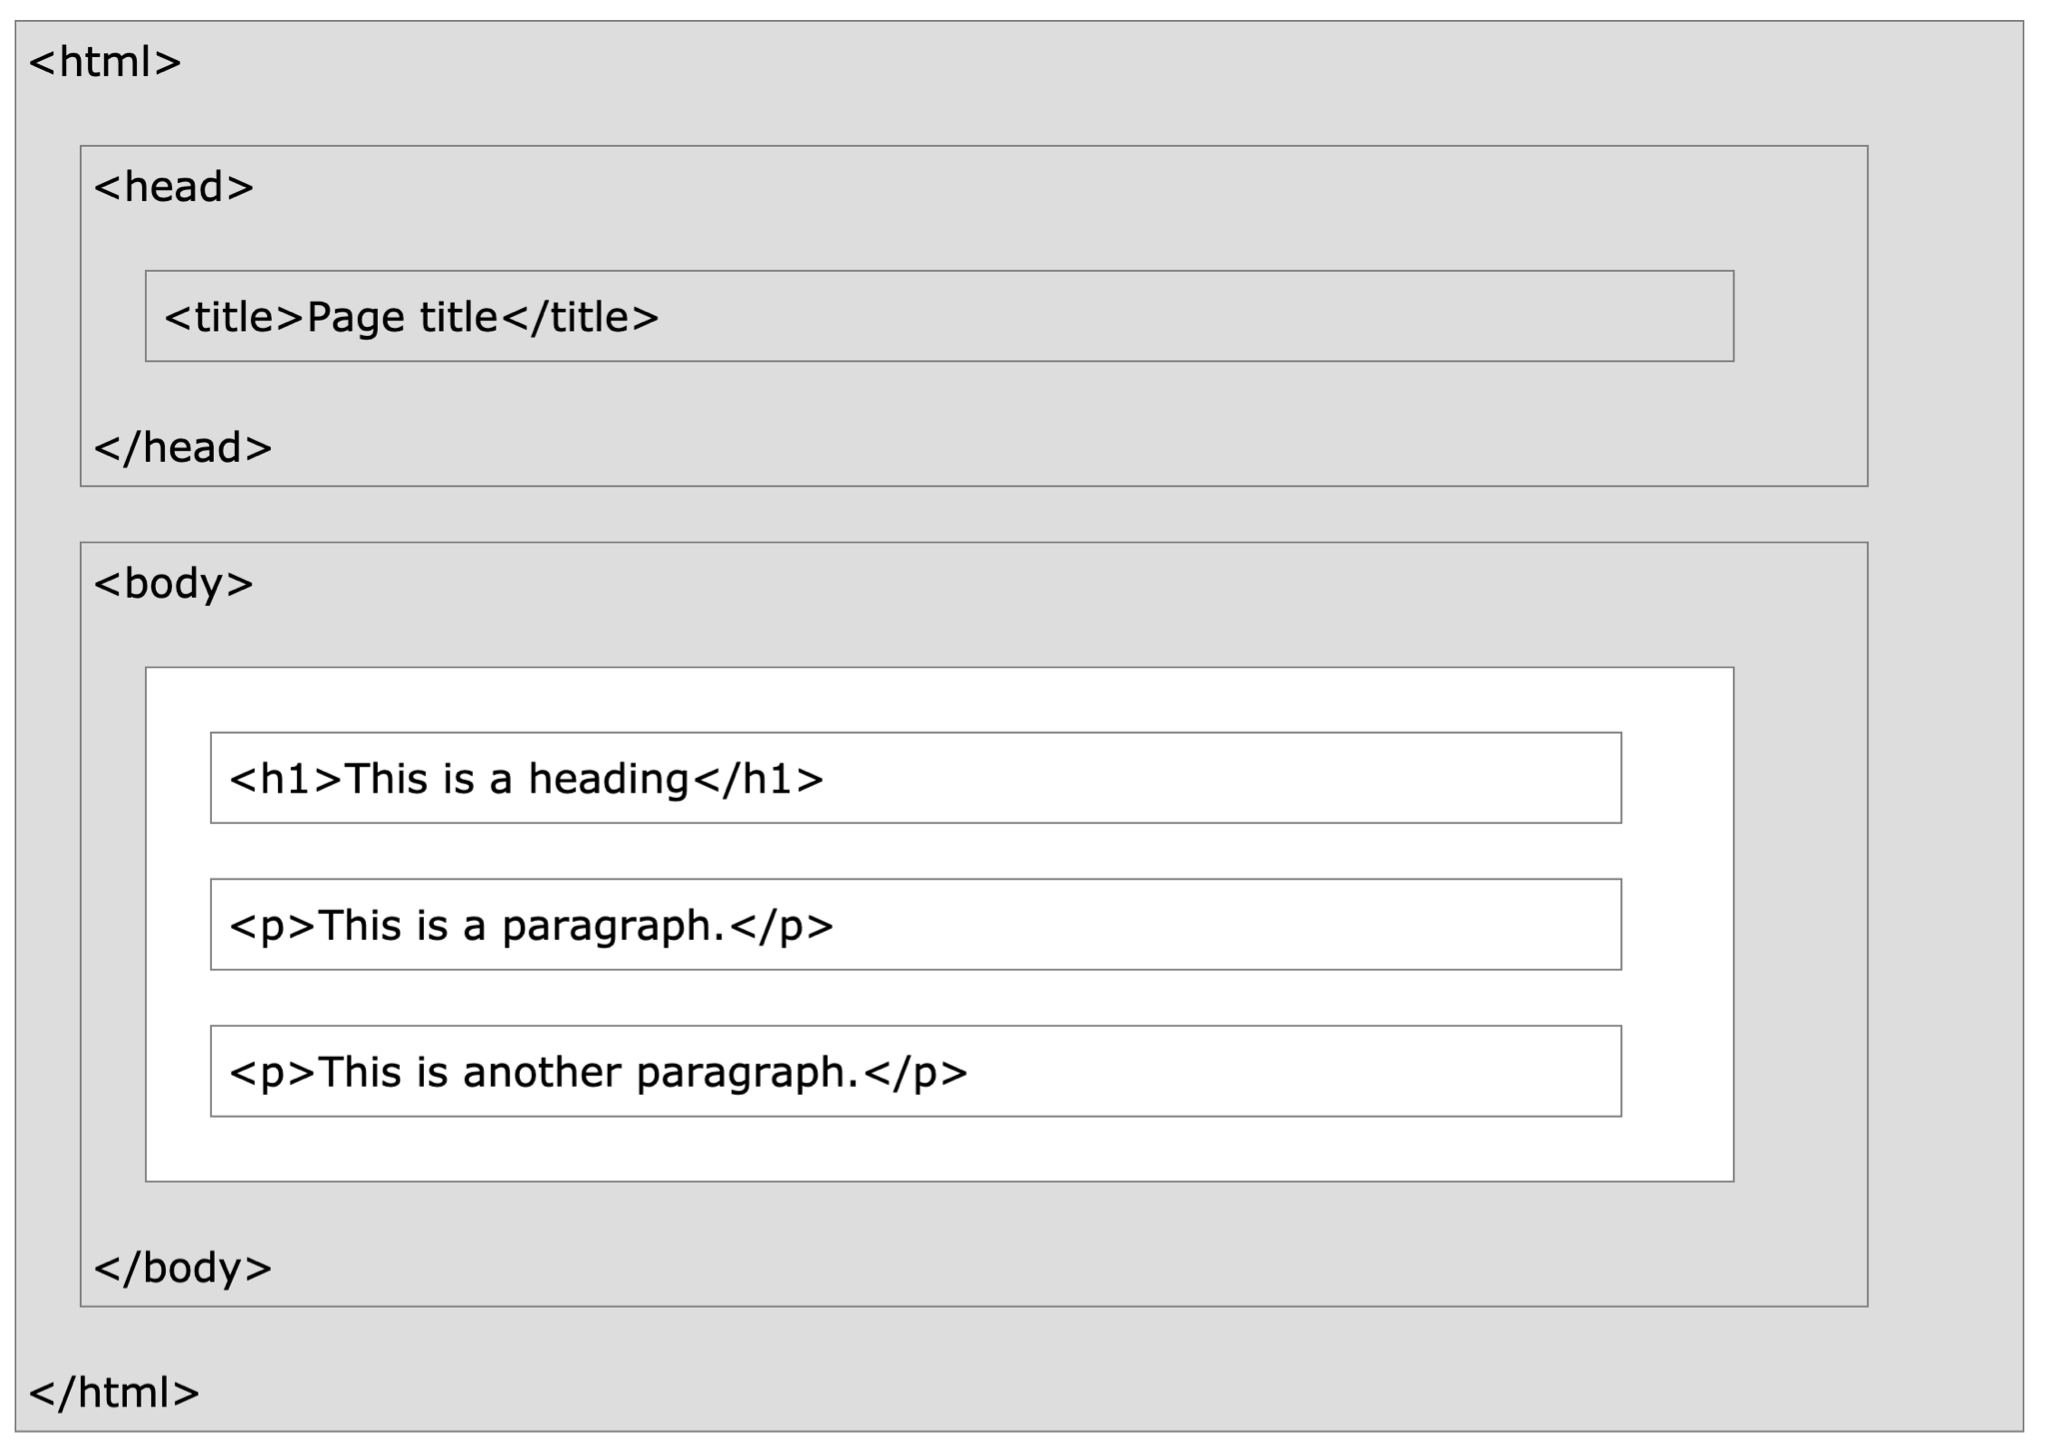 <html>
<head>
<title>Page title</title>
</head>
<body>
<h1>This is a heading</h1>
<p>This is a paragraph.</p>
<p>This is another paragraph.</p>
</body>
</html>